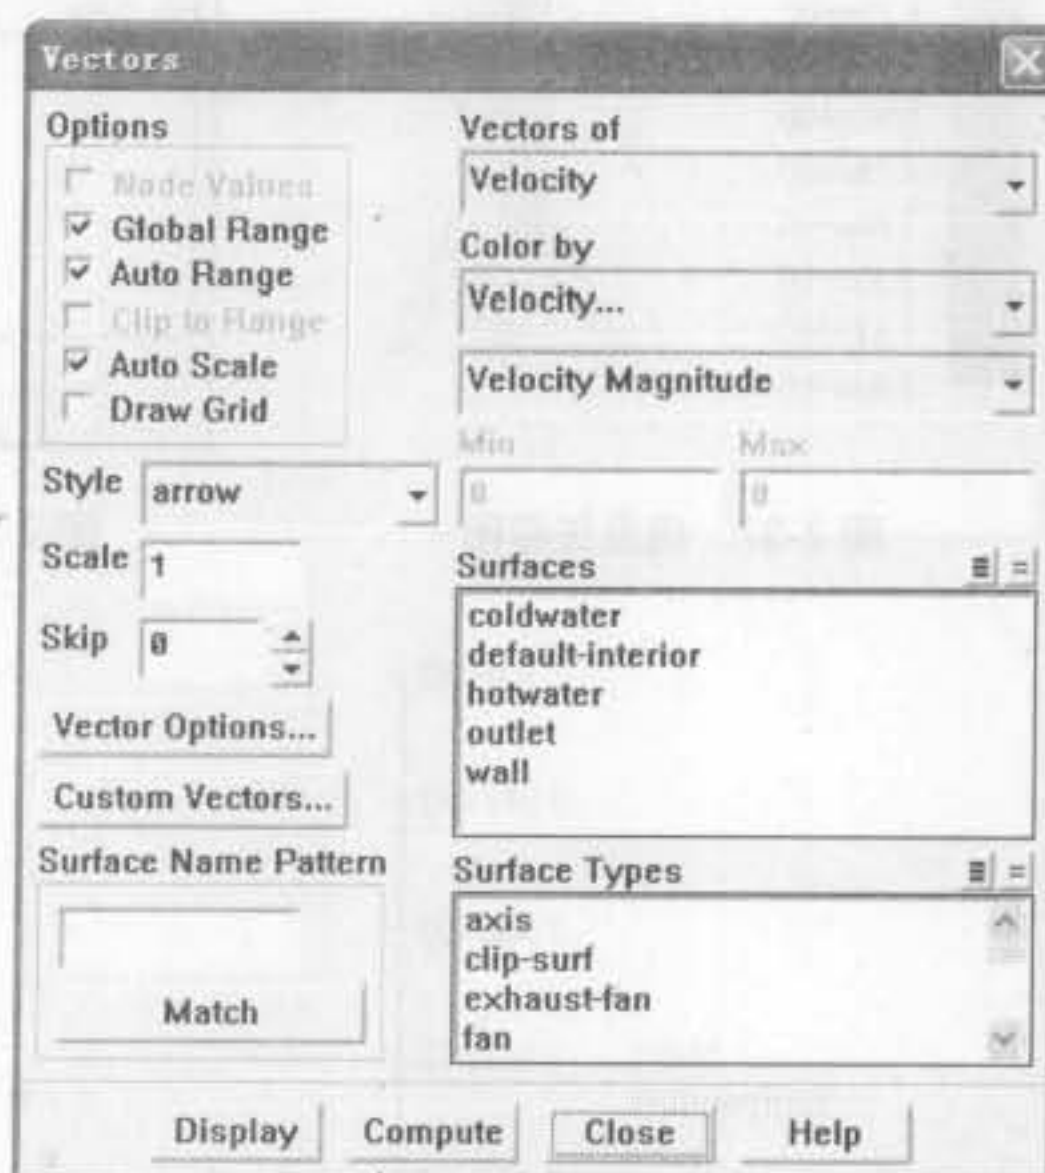 Vectors
Options
Node Values
Global Range
Auto Range
Clip to Range
Auto Scale
Draw Grid
Style arrow
Scale 1
Skip 0
Vector Options...
Custom Vectors...
Surface Name Pattern
Match
Vectors of
Velocity
Color by
Velocity...
Velocity Magnitude
Min Max
0 0
Surfaces
coldwater
default-interior
hotwater
outlet
wall
Surface Types
axis
clip-surf
exhaust-fan
fan
Display Compute Close Help